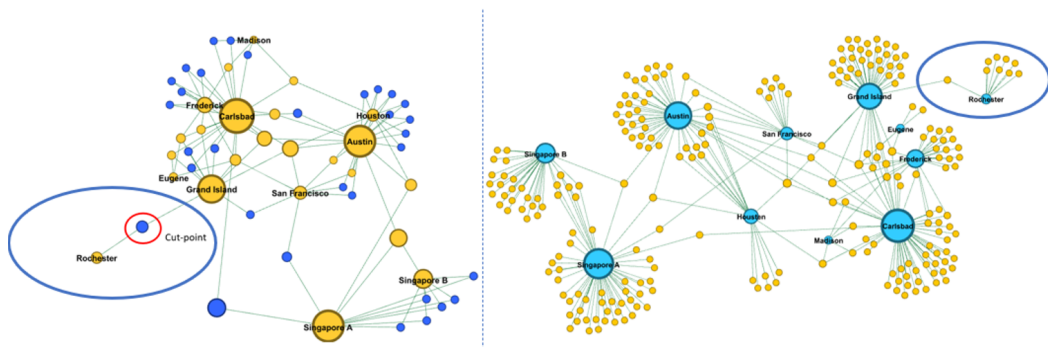 Madison
Frederick
Carlsbad
Houston
Austin
Eugene
Grand Island
San Francisco
Cut-point
Rochester
Singapore B
Singapore A
Grand Island
Rochester
Austin
San Francisco
Eugene
Singapore B
Frederick
Houston
Carlsbad
Madison
Singapore A